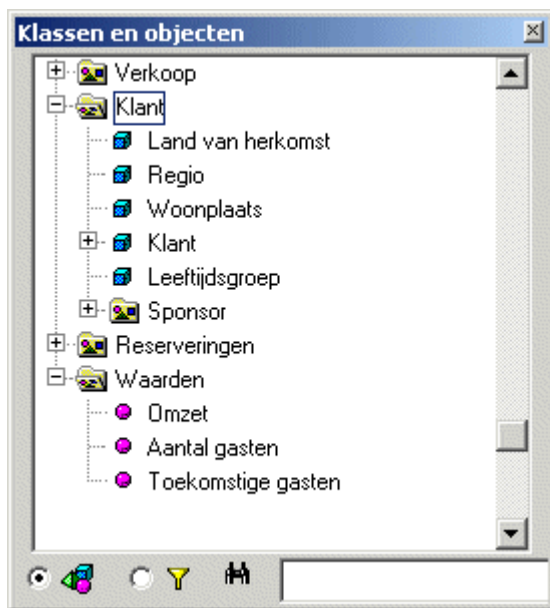 Klassen en objecten
Verkoop
Klant
Land van herkomst
Regio
Woonplaats
Klant
Leeftijdsgroep
Sponsor
Reserveringen
Waarden
Omzet
Aantal gasten
Toekomstige gasten